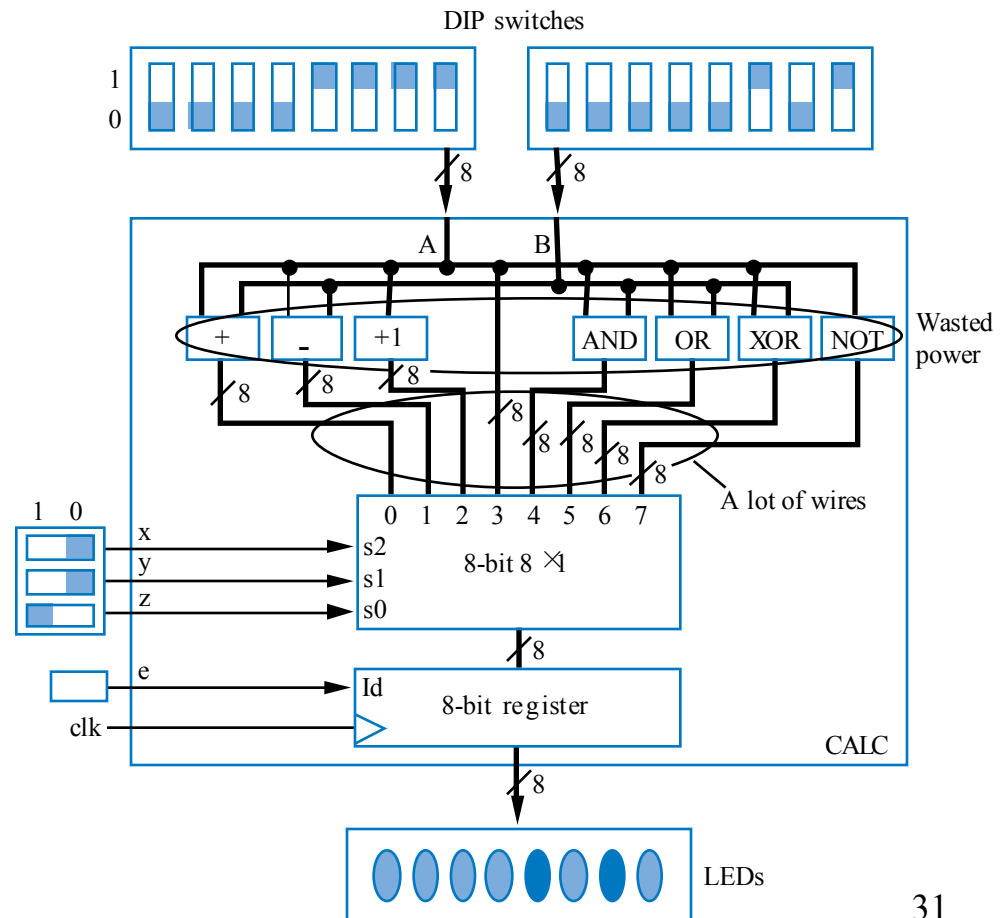 DIP switches
1
0
8 8
A B
+ - +1 AND OR XOR NOT
Wasted
power
8 8 8 8 8 8 8 8
A lot of wires
0 1 2 3 4 5 6 7
1 0
x s2
y s1
z s0
8-bit 8 ×1
8
e ld
clk
8-bit register
CALC
8
LEDs
31